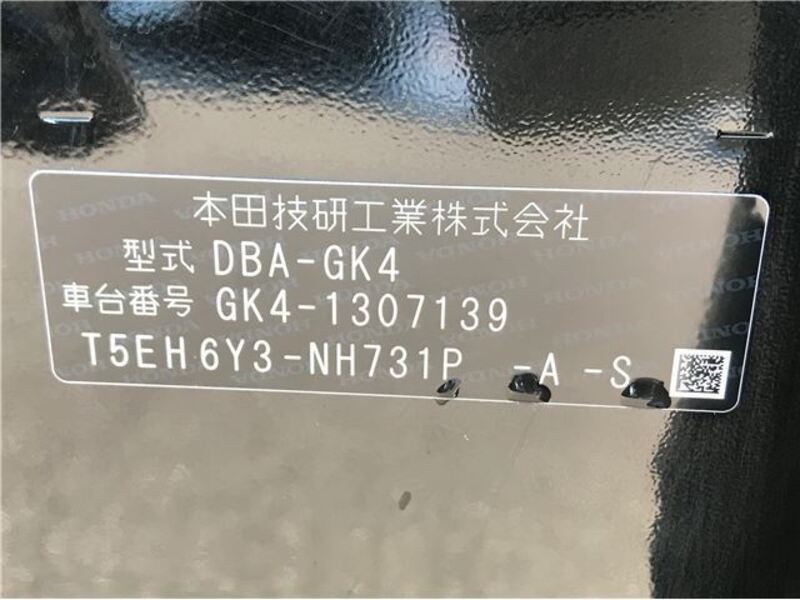 本田技研工業株式会社
型式 DBA-GK4
車台番号 GK4-1307139
T5EH6Y3-NH731P -A -S